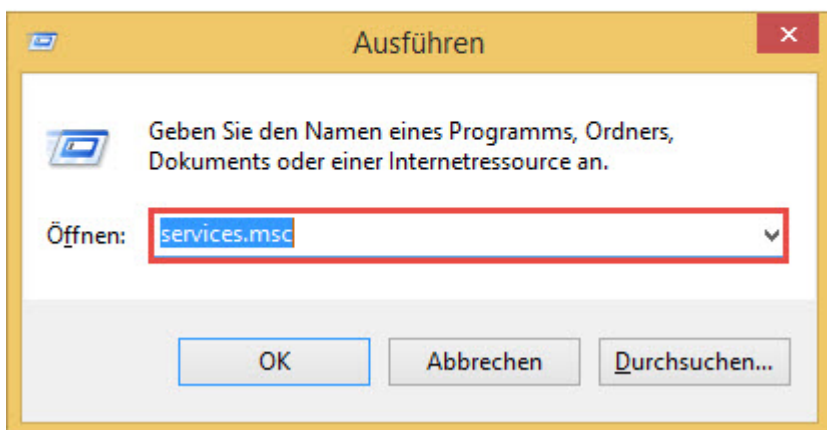 Ausführen
Geben Sie den Namen eines Programms, Ordners,
Dokuments oder einer Internetressource an.
Öffnen: services.msc
OK Abbrechen Durchsuchen...